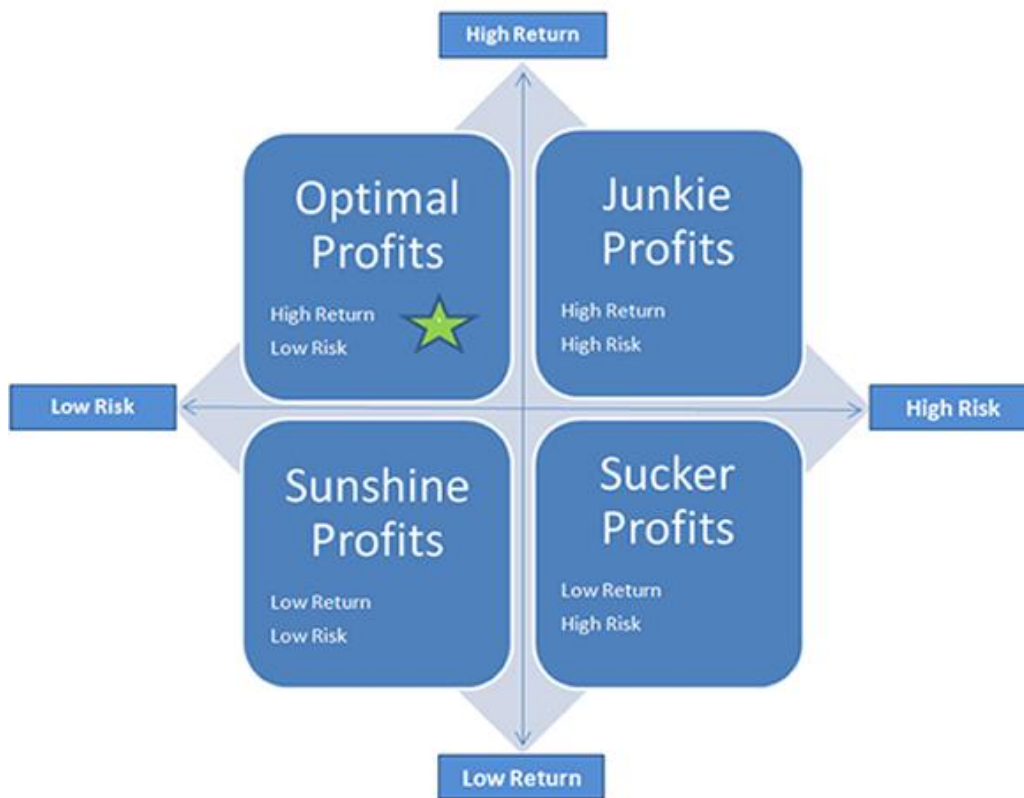 High Return
Optimal
Profits
High Return
Low Risk
Junkie
Profits
High Return
High Risk
Low Risk
High Risk
Sunshine
Profits
Low Return
Low Risk
Sucker
Profits
Low Return
High Risk
Low Return